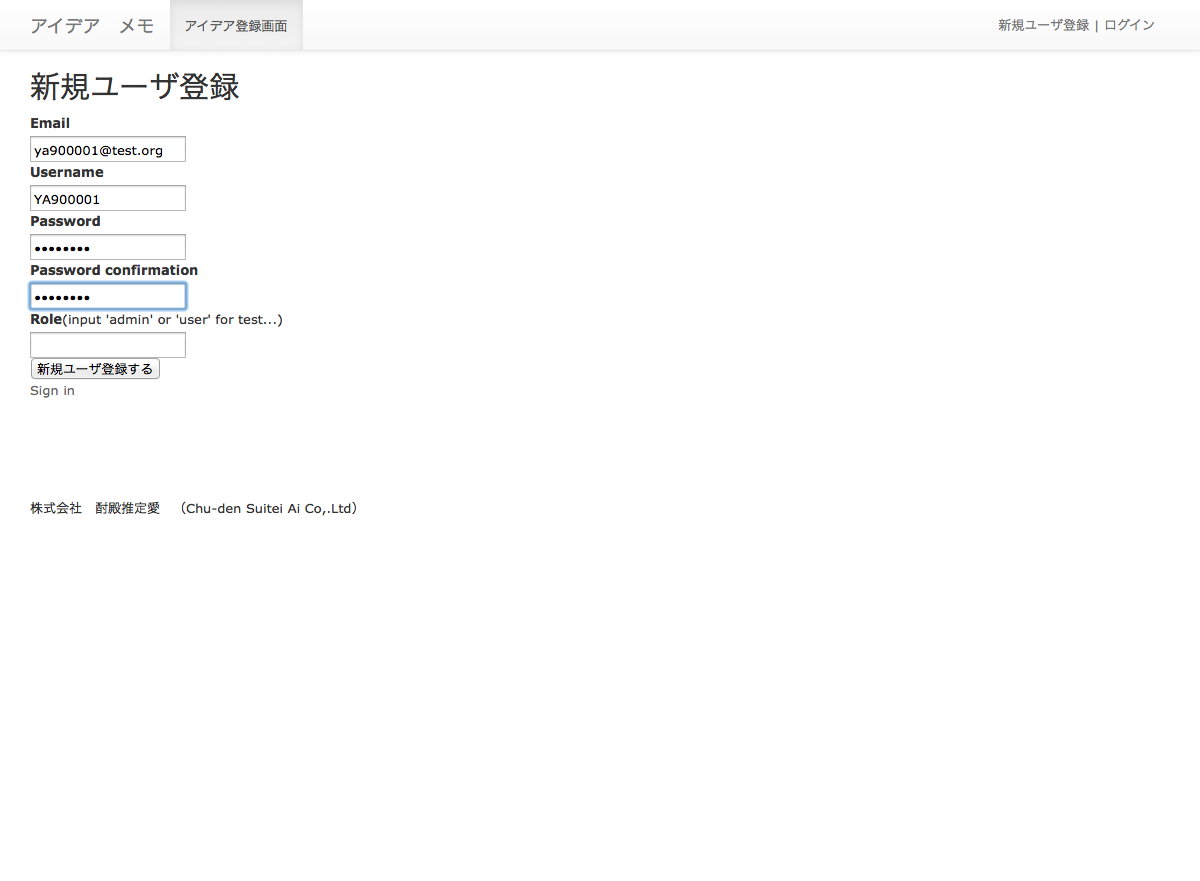 アイデア　メモ アイデア登録画面 新規ユーザ登録 | ログイン
新規ユーザ登録
Email
ya900001@test.org
Username
YA900001
Password
••••••••
Password confirmation
••••••••
Role(input 'admin' or 'user' for test...)
新規ユーザ登録する
Sign in
株式会社　酎殿推定愛　（Chu-den Suitei Ai Co,.Ltd）